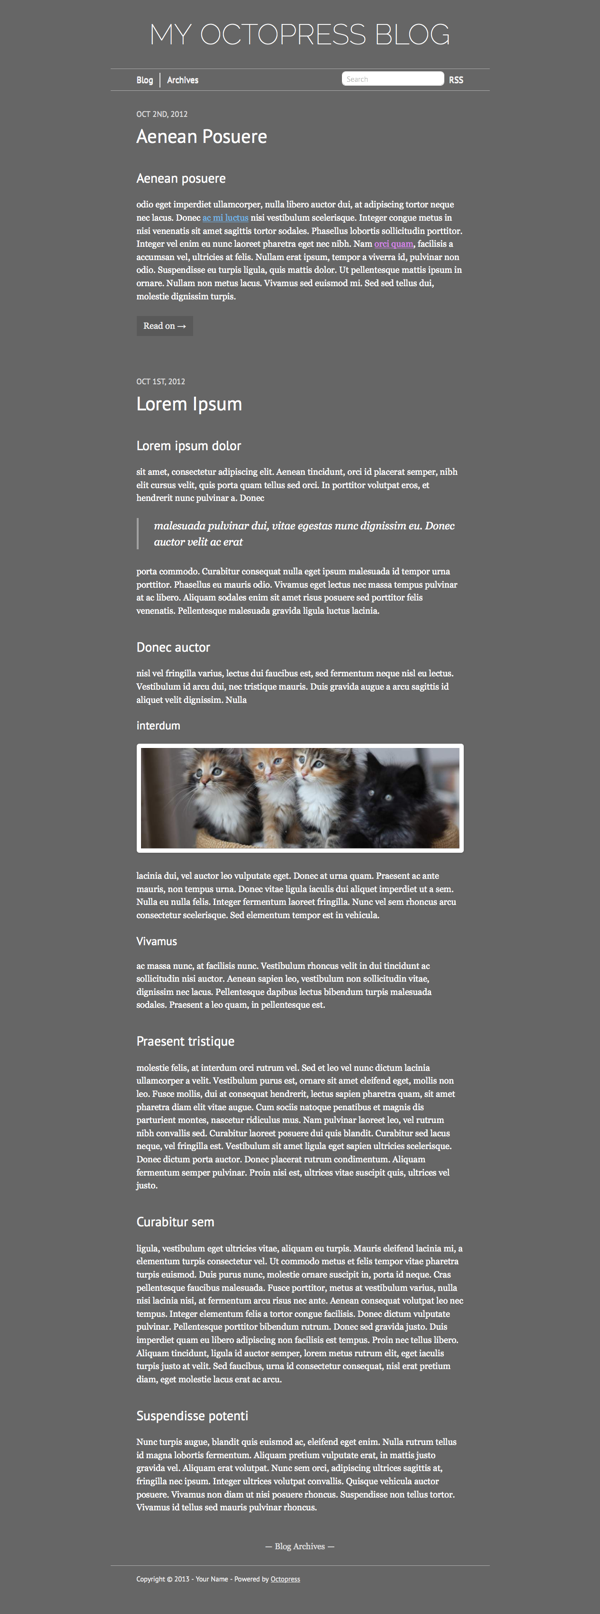 MY OCTOPRESS BLOG
Blog
Archives
Search
RSS
OCT 2ND, 2012
Aenean Posuere
Aenean posuere
odio eget imperdiet ullamcorper, nulla libero auctor dui, at adipiscing tortor neque
nec lacus. Donec ac mi luctus nisi vestibulum scelerisque. Integer congue metus in
nisi venenatis sit amet sagittis tortor sodales. Phasellus lobortis sollicitudin porttitor.
Integer vel enim eu nunc laoreet pharetra eget nec nibh. Nam orci quam, facilisis a
accumsan vel, ultricies at felis. Nullam erat ipsum, tempor a viverra id, pulvinar non
odio. Suspendisse eu turpis ligula, quis mattis dolor. Ut pellentesque mattis ipsum in
ornare. Nullam non metus lacus. Vivamus sed euismod mi. Sed sed tellus dui,
molestie dignissim turpis.
Read on →
OCT 1ST, 2012
Lorem Ipsum
Lorem ipsum dolor
sit amet, consectetur adipiscing elit. Aenean tincidunt, orci id placerat semper, nibh
elit cursus velit, quis porta quam tellus sed orci. In porttitor volutpat eros, et
hendrerit nunc pulvinar a. Donec
malesuada pulvinar dui, vitae egestas nunc dignissim eu. Donec
auctor velit ac erat
porta commodo. Curabitur consequat nulla eget ipsum malesuada id tempor urna
porttitor. Phasellus eu mauris odio. Vivamus eget lectus nec massa tempus pulvinar
at ac libero. Aliquam sodales enim sit amet risus posuere sed porttitor felis
venenatis. Pellentesque malesuada gravida ligula luctus lacinia.
Donec auctor
nisl vel fringilla varius, lectus dui faucibus est, sed fermentum neque nisl eu lectus.
Vestibulum id arcu dui, nec tristique mauris. Duis gravida augue a arcu sagittis id
aliquet velit dignissim. Nulla
interdum
lacinia dui, vel auctor leo vulputate eget. Donec at urna quam. Praesent ac ante
mauris, non tempus urna. Donec vitae ligula iaculis dui aliquet imperdiet ut a sem.
Nulla eu nulla felis. Integer fermentum laoreet fringilla. Nunc vel sem rhoncus arcu
consectetur scelerisque. Sed elementum tempor est in vehicula.
Vivamus
ac massa nunc, at facilisis nunc. Vestibulum rhoncus velit in dui tincidunt ac
sollicitudin nisi auctor. Aenean sapien leo, vestibulum non sollicitudin vitae,
dignissim nec lacus. Pellentesque dapibus lectus bibendum turpis malesuada
sodales. Praesent a leo quam, in pellentesque est.
Praesent tristique
molestie felis, at interdum orci rutrum vel. Sed et leo vel nunc dictum lacinia
ullamcorper a velit. Vestibulum purus est, ornare sit amet eleifend eget, mollis non
leo. Fusce mollis, dui at consequat hendrerit, lectus sapien pharetra quam, sit amet
pharetra diam elit vitae augue. Cum sociis natoque penatibus et magnis dis
parturient montes, nascetur ridiculus mus. Nam pulvinar laoreet leo, vel rutrum
nibh convallis sed. Curabitur laoreet posuere dui quis blandit. Curabitur sed lacus
neque, vel fringilla est. Vestibulum sit amet ligula eget sapien ultricies scelerisque.
Donec dictum porta auctor. Donec placerat rutrum condimentum. Aliquam
fermentum semper pulvinar. Proin nisi est, ultrices vitae suscipit quis, ultrices vel
justo.
Curabitur sem
ligula, vestibulum eget ultricies vitae, aliquam eu turpis. Mauris eleifend lacinia mi, a
elementum turpis consectetur vel. Ut commodo metus et felis tempor vitae pharetra
turpis euismod. Duis purus nunc, molestie ornare suscipit in, porta id neque. Cras
pellentesque faucibus malesuada. Fusce porttitor, metus at vestibulum varius, nulla
nisi lacinia nisi, at fermentum arcu risus nec ante. Aenean consequat volutpat leo nec
tempus. Integer elementum felis a tortor congue facilisis. Donec dictum vulputate
pulvinar. Pellentesque porttitor bibendum rutrum. Donec sed gravida justo. Duis
imperdiet quam eu libero adipiscing non facilisis est tempus. Proin nec tellus libero.
Aliquam tincidunt, ligula id auctor semper, lorem metus rutrum elit, eget iaculis
turpis justo at velit. Sed faucibus, urna id consectetur consequat, nisl erat pretium
diam, eget molestie lacus erat ac arcu.
Suspendisse potenti
Nunc turpis augue, blandit quis euismod ac, eleifend eget enim. Nulla rutrum tellus
id magna lobortis fermentum. Aliquam pretium vulputate erat, in mattis justo
gravida vel. Aliquam erat volutpat. Nunc sem orci, adipiscing ultrices sagittis at,
fringilla nec ipsum. Integer ultrices volutpat convallis. Quisque vehicula auctor
posuere. Vivamus non diam ut nisi posuere rhoncus. Suspendisse non tellus tortor.
Vivamus id tellus sed mauris pulvinar rhoncus.
— Blog Archives —
Copyright © 2013 - Your Name - Powered by Octopress